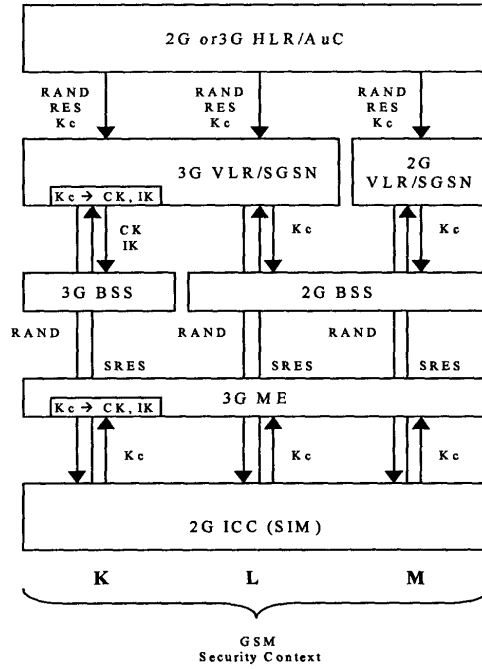 2G or3G HLR/AuC
RAND
RES
Kc
RAND
RES
Kc
RAND
RES
Kc
3G VLR/SGSN
Kc → CK, IK
2G
VLR/SGSN
CK
IK
Kc
Kc
3G BSS
2G BSS
RAND
RAND
RAND
SRES
SRES
SRES
3G ME
Kc → CK, IK
Kc
Kc
Kc
2G ICC (SIM)
K
L
M
GSM
Security Context